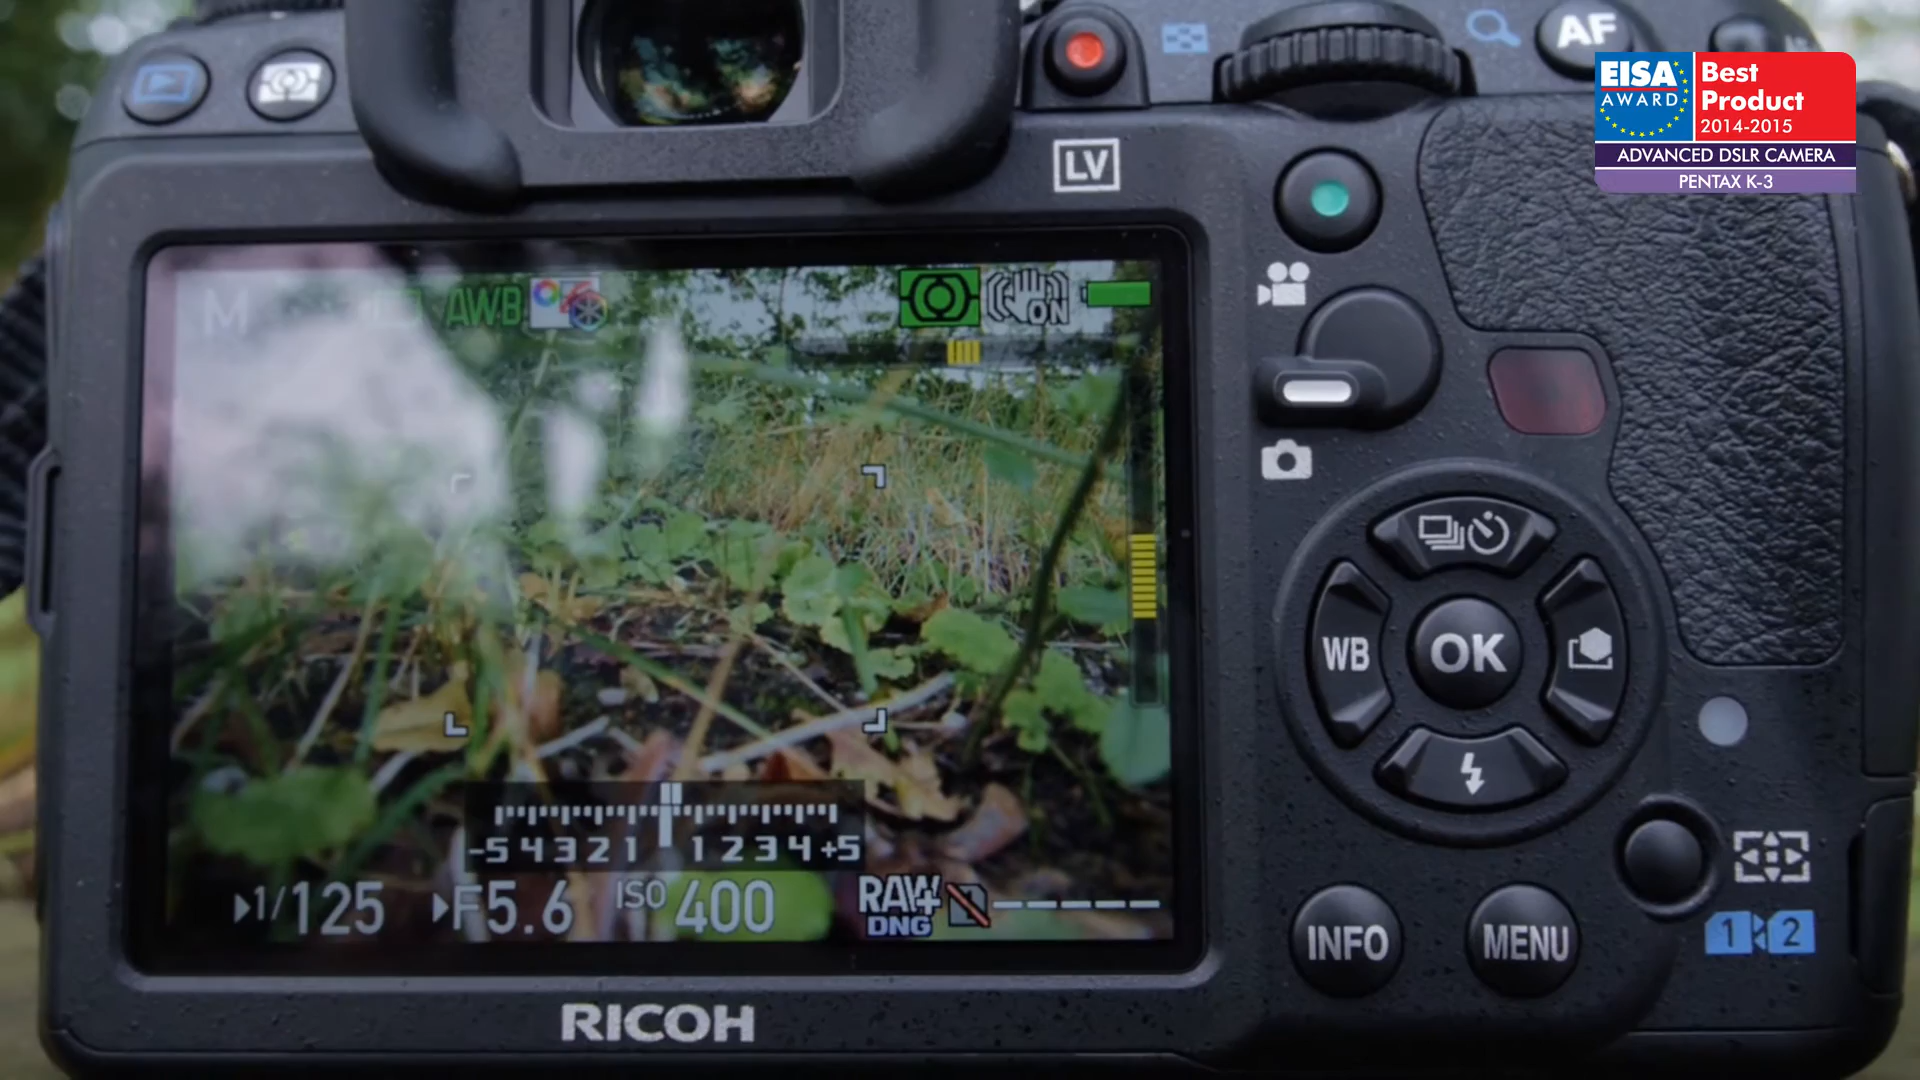 AF
EISA
AWARD
Best
Product
2014-2015
ADVANCED DSLR CAMERA
PENTAX K-3
LV
M
AWB
ON
WB
OK
-5 4 3 2 1 1 2 3 4 +5
1/125
F5.6
ISO 400
RAW+
DNG
-----
INFO
MENU
1
2
RICOH